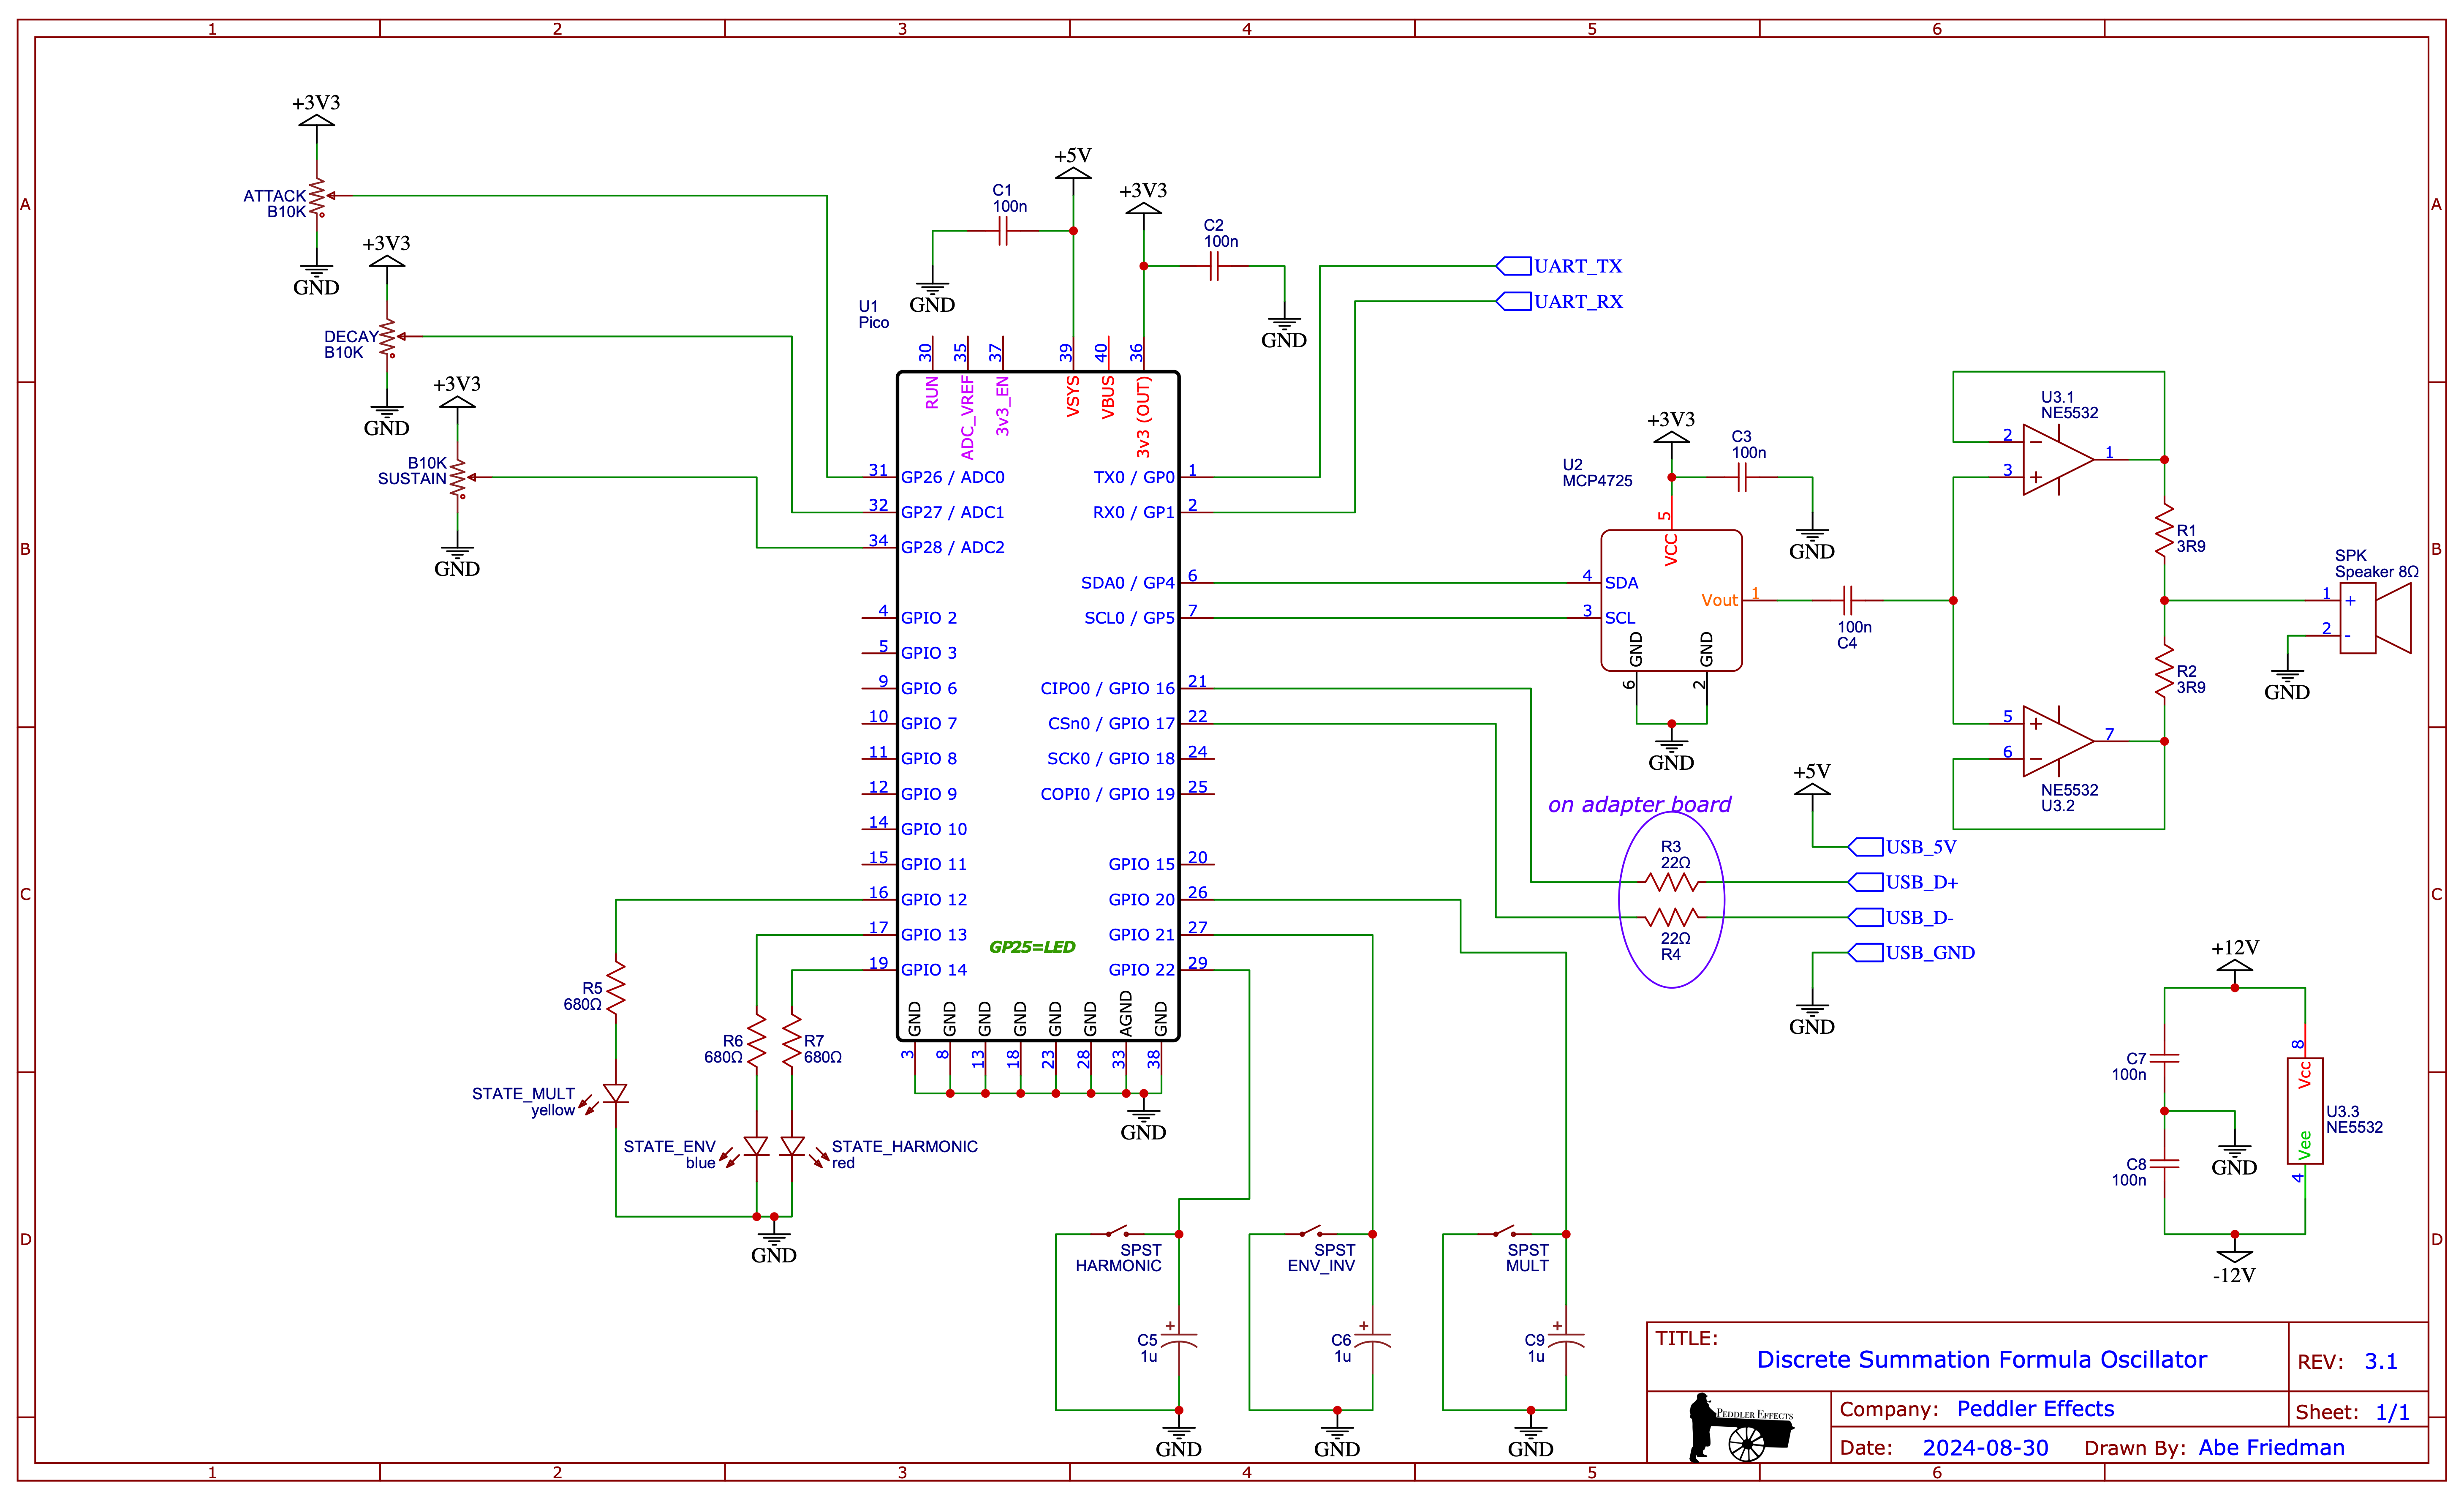 1 2 3 4 5 6
A
B
C
D
A
B
C
D
+3V3
ATTACK
B10K
GND
+3V3
DECAY
B10K
GND
+3V3
B10K
SUSTAIN
GND
+5V
C1
100n
GND
+3V3
C2
100n
GND
UART_TX
UART_RX
U1
Pico
30 35 37 39 40 36
RUN
ADC_VREF
3v3_EN
VSYS
VBUS
3v3 (OUT)
31 GP26 / ADC0
32 GP27 / ADC1
34 GP28 / ADC2
4 GPIO 2
5 GPIO 3
9 GPIO 6
10 GPIO 7
11 GPIO 8
12 GPIO 9
14 GPIO 10
15 GPIO 11
16 GPIO 12
17 GPIO 13
19 GPIO 14
TX0 / GP0 1
RX0 / GP1 2
SDA0 / GP4 6
SCL0 / GP5 7
CIPO0 / GPIO 16 21
CSn0 / GPIO 17 22
SCK0 / GPIO 18 24
COPI0 / GPIO 19 25
GPIO 15 20
GPIO 20 26
GPIO 21 27
GPIO 22 29
GP25=LED
GND GND GND GND GND GND AGND GND
3 8 13 18 23 28 33 38
GND
+3V3
C3
100n
GND
U2
MCP4725
5
VCC
4 SDA
3 SCL
Vout 1
GND GND
6 2
GND
100n
C4
U3.1
NE5532
2
3
1
R1
3R9
R2
3R9
5
6
7
NE5532
U3.2
SPK
Speaker 8Ω
1 +
2 -
GND
+5V
on adapter board
R3
22Ω
22Ω
R4
USB_5V
USB_D+
USB_D-
USB_GND
GND
+12V
C7
100n
GND
C8
100n
8
Vcc
Vee
4
U3.3
NE5532
-12V
R5
680Ω
R6
680Ω
R7
680Ω
STATE_MULT
yellow
STATE_ENV
blue
STATE_HARMONIC
red
GND
SPST
HARMONIC
SPST
ENV_INV
SPST
MULT
+
C5
1u
GND
+
C6
1u
GND
+
C9
1u
GND
TITLE:
Discrete Summation Formula Oscillator
REV: 3.1
PEDDLER EFFECTS
Company: Peddler Effects
Sheet: 1/1
Date: 2024-08-30 Drawn By: Abe Friedman
1 2 3 4 5 6